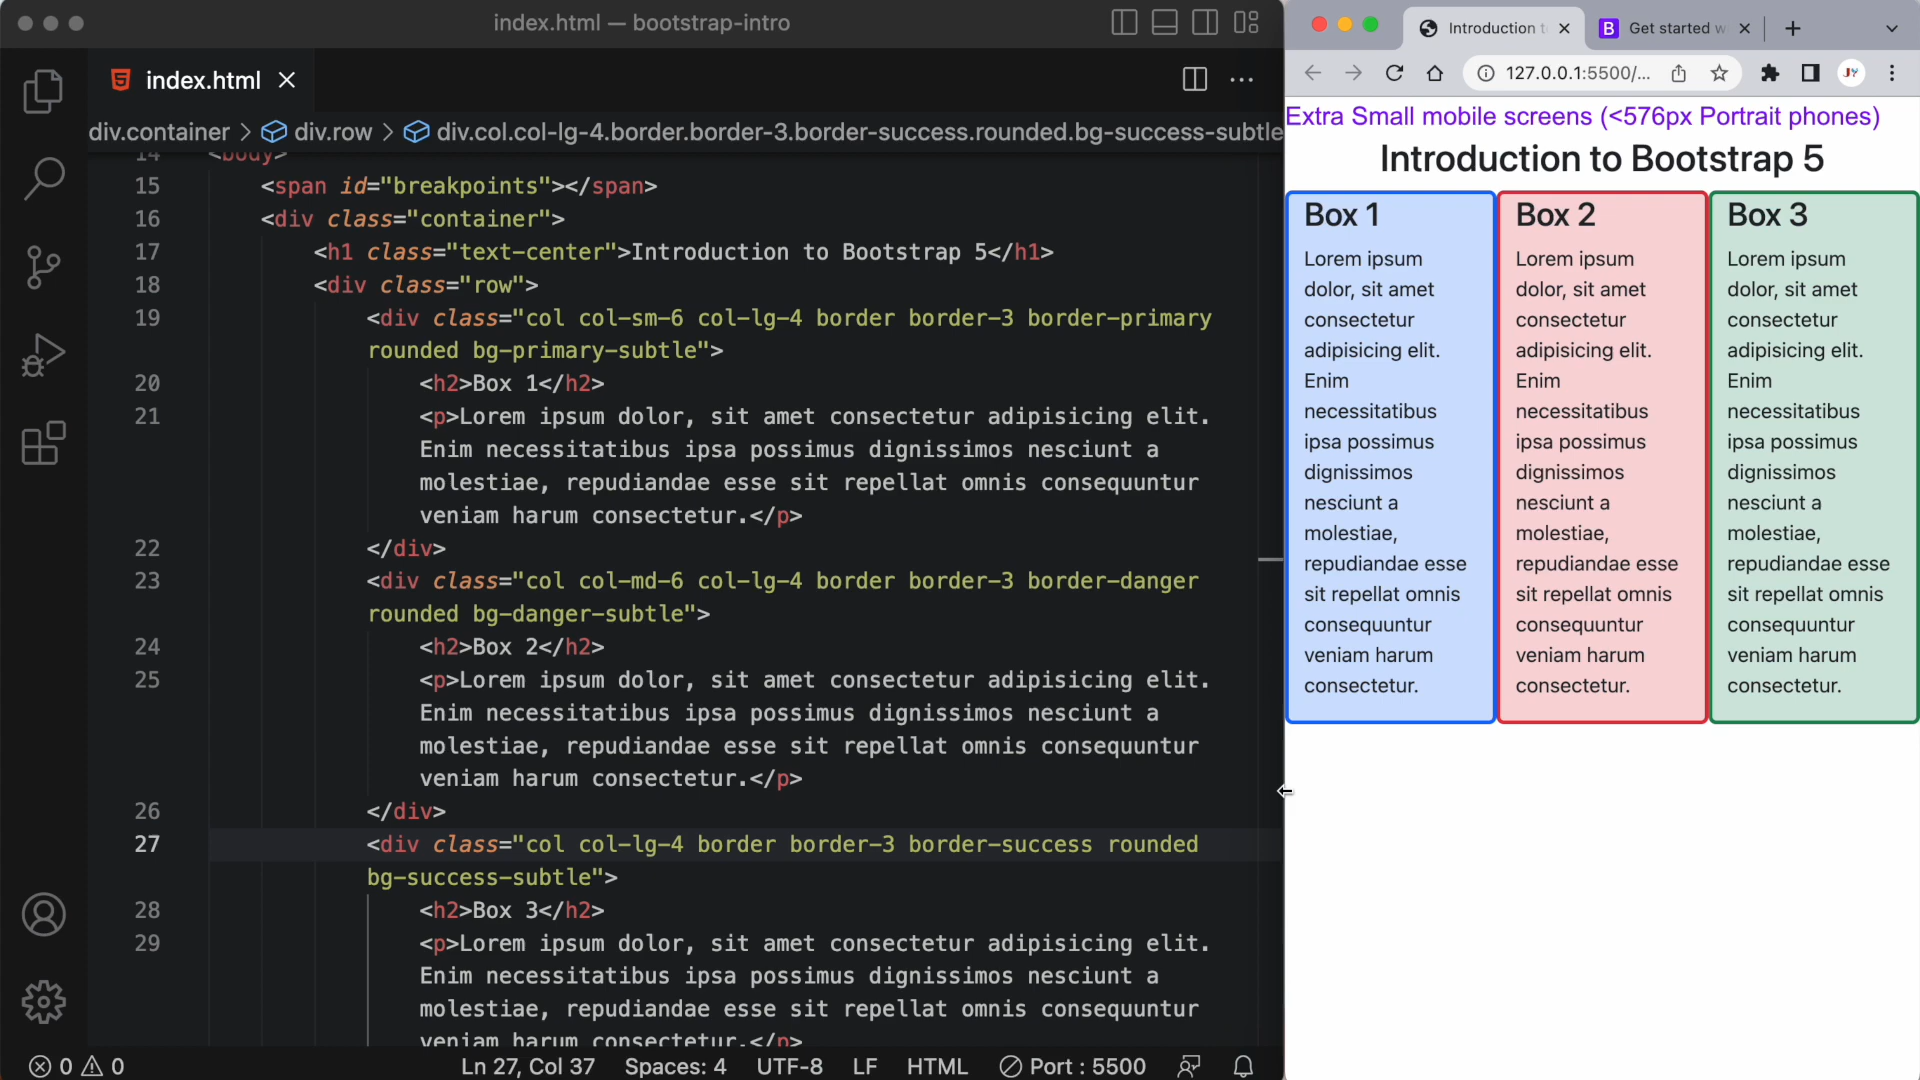 index.html — bootstrap-intro
index.html
div.container > div.row > div.col.col-lg-4.border.border-3.border-success.rounded.bg-success-subtle
14 <body>
15 <span id="breakpoints"></span>
16 <div class="container">
17 <h1 class="text-center">Introduction to Bootstrap 5</h1>
18 <div class="row">
19 <div class="col col-sm-6 col-lg-4 border border-3 border-primary
rounded bg-primary-subtle">
20 <h2>Box 1</h2>
21 <p>Lorem ipsum dolor, sit amet consectetur adipisicing elit.
Enim necessitatibus ipsa possimus dignissimos nesciunt a
molestiae, repudiandae esse sit repellat omnis consequuntur
veniam harum consectetur.</p>
22 </div>
23 <div class="col col-md-6 col-lg-4 border border-3 border-danger
rounded bg-danger-subtle">
24 <h2>Box 2</h2>
25 <p>Lorem ipsum dolor, sit amet consectetur adipisicing elit.
Enim necessitatibus ipsa possimus dignissimos nesciunt a
molestiae, repudiandae esse sit repellat omnis consequuntur
veniam harum consectetur.</p>
26 </div>
27 <div class="col col-lg-4 border border-3 border-success rounded
bg-success-subtle">
28 <h2>Box 3</h2>
29 <p>Lorem ipsum dolor, sit amet consectetur adipisicing elit.
Enim necessitatibus ipsa possimus dignissimos nesciunt a
molestiae, repudiandae esse sit repellat omnis consequuntur
veniam harum consectetur.</p>
0 0 Ln 27, Col 37 Spaces: 4 UTF-8 LF HTML Port : 5500
Introduction to
B Get started w
127.0.0.1:5500/...
JY
Extra Small mobile screens (<576px Portrait phones)
Introduction to Bootstrap 5
Box 1
Lorem ipsum
dolor, sit amet
consectetur
adipisicing elit.
Enim
necessitatibus
ipsa possimus
dignissimos
nesciunt a
molestiae,
repudiandae esse
sit repellat omnis
consequuntur
veniam harum
consectetur.
Box 2
Lorem ipsum
dolor, sit amet
consectetur
adipisicing elit.
Enim
necessitatibus
ipsa possimus
dignissimos
nesciunt a
molestiae,
repudiandae esse
sit repellat omnis
consequuntur
veniam harum
consectetur.
Box 3
Lorem ipsum
dolor, sit amet
consectetur
adipisicing elit.
Enim
necessitatibus
ipsa possimus
dignissimos
nesciunt a
molestiae,
repudiandae esse
sit repellat omnis
consequuntur
veniam harum
consectetur.